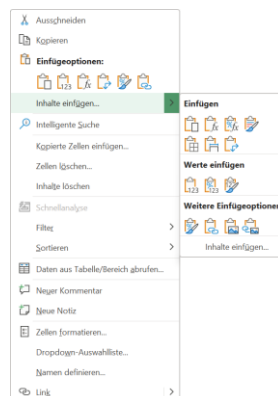 Ausschneiden
Kopieren
Einfügeoptionen:
Inhalte einfügen...
Intelligente Suche
Kopierte Zellen einfügen...
Zellen löschen...
Inhalte löschen
Schnellanalyse
Filter
Sortieren
Daten aus Tabelle/Bereich abrufen...
Neuer Kommentar
Neue Notiz
Zellen formatieren...
Dropdown-Auswahlliste...
Namen definieren...
Link
Einfügen
Werte einfügen
Weitere Einfügeoptionen
Inhalte einfügen...